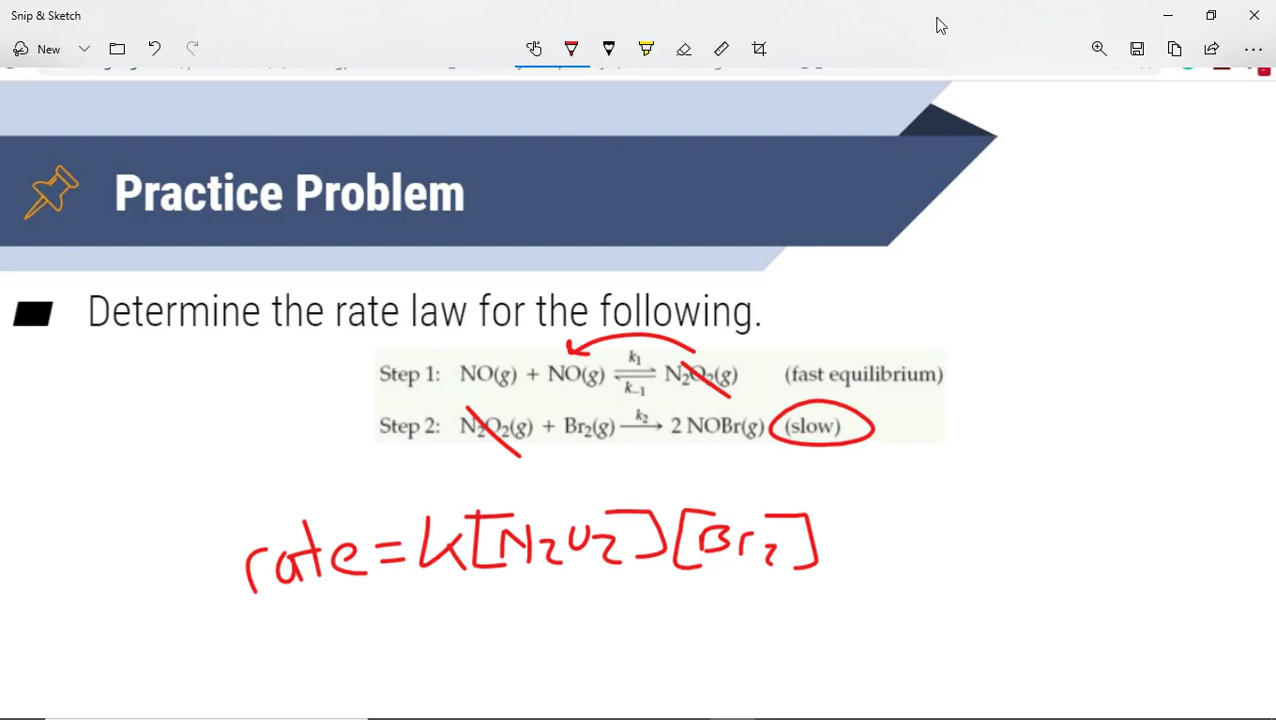 Snip & Sketch
New
Practice Problem
Determine the rate law for the following.
Step 1: NO(g) + NO(g) ⇌ N₂O₂(g) (fast equilibrium)
k₁
k₋₁
Step 2: N₂O₂(g) + Br₂(g) → 2 NOBr(g) (slow)
k₂
rate=k[N₂O₂][Br₂]